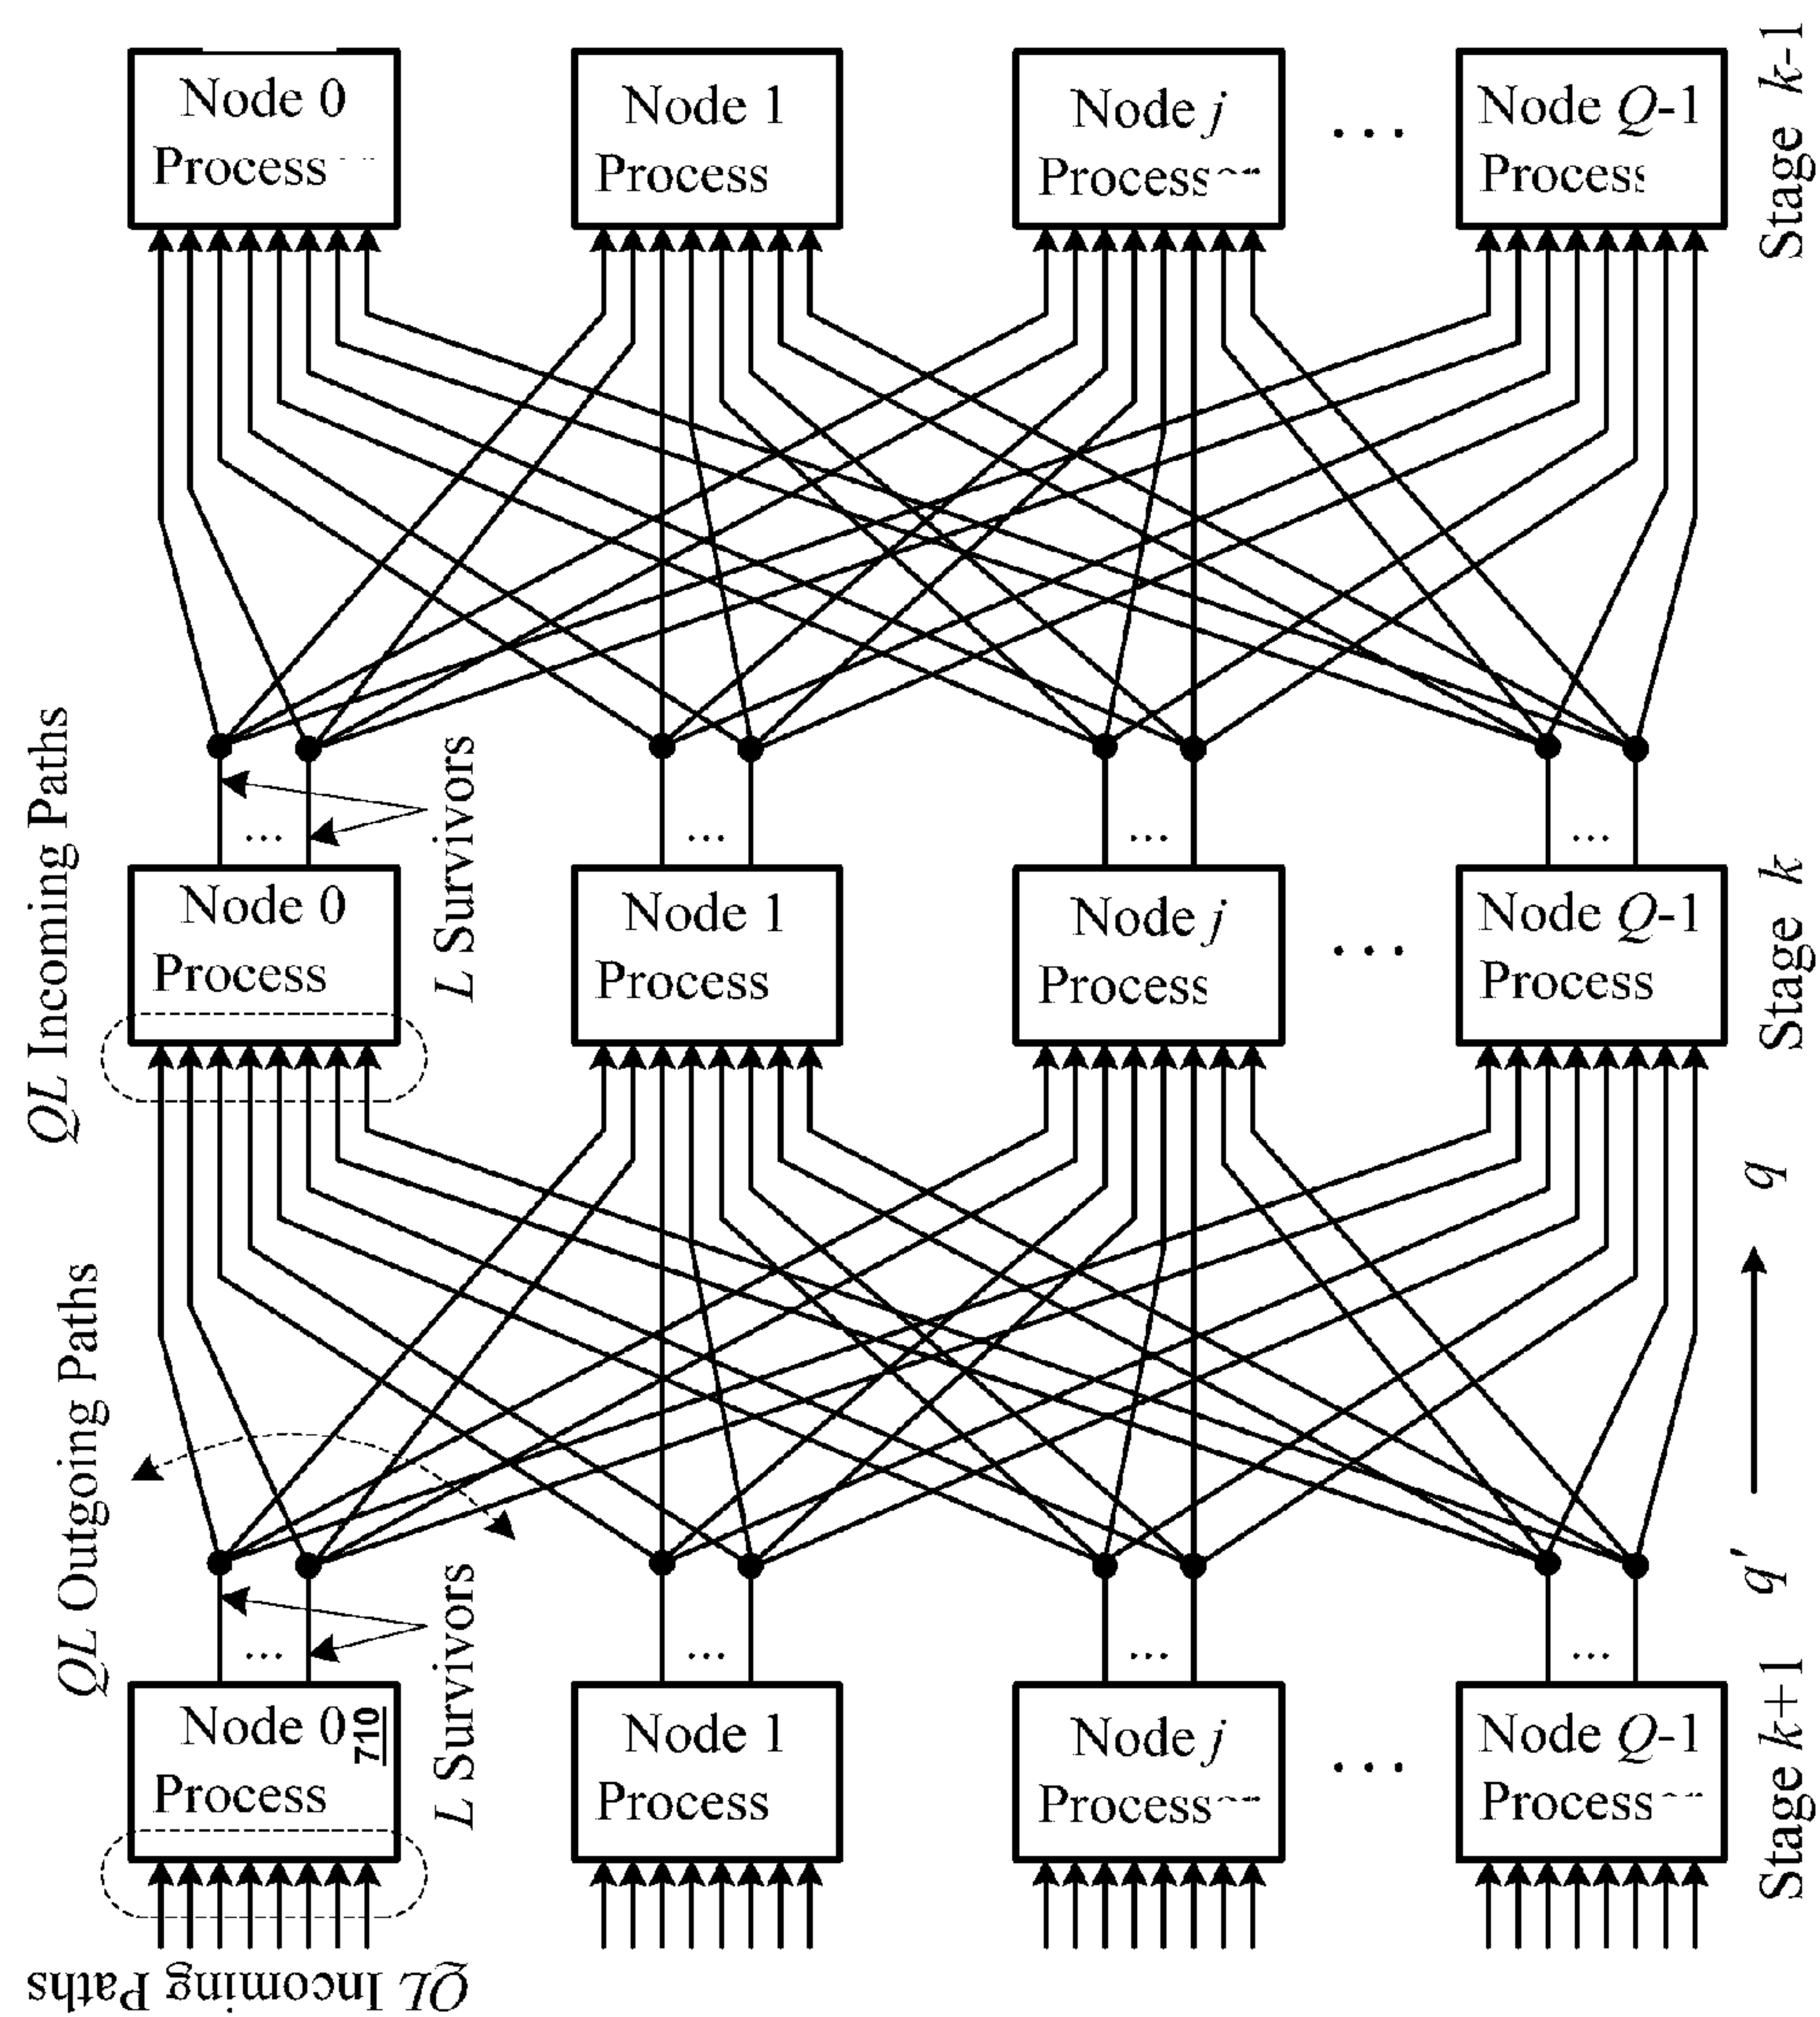 Node 0
Process
Node 1
Process
Node j
Process
...
Node Q-1
Process
Stage k-1
QL Incoming Paths
...
L Survivors
...
...
...
Node 0
Process
Node 1
Process
Node j
Process
...
Node Q-1
Process
Stage k
QL Outgoing Paths
q
q'
...
L Survivors
...
...
...
Node 0
710
Process
Node 1
Process
Node j
Process
...
Node Q-1
Process
Stage k+1
QL Incoming Paths